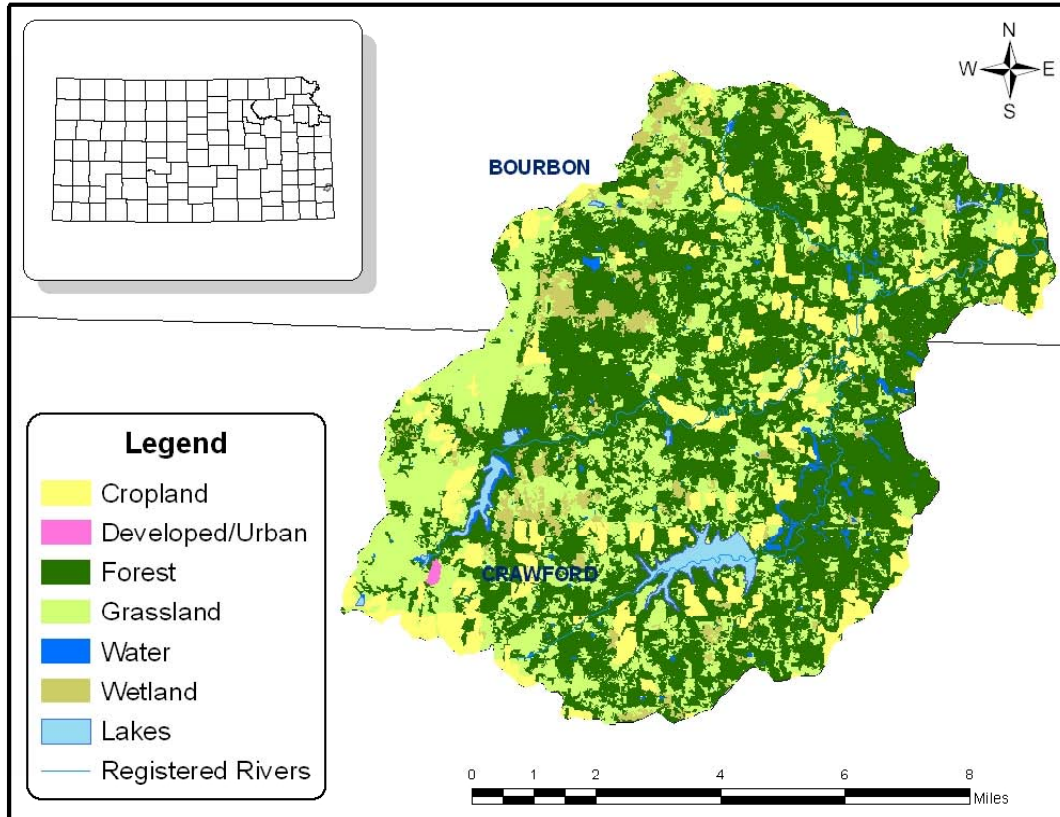 N
W E
S
BOURBON
CRAWFORD
Legend
Cropland
Developed/Urban
Forest
Grassland
Water
Wetland
Lakes
Registered Rivers
0 1 2 4 6 8
Miles